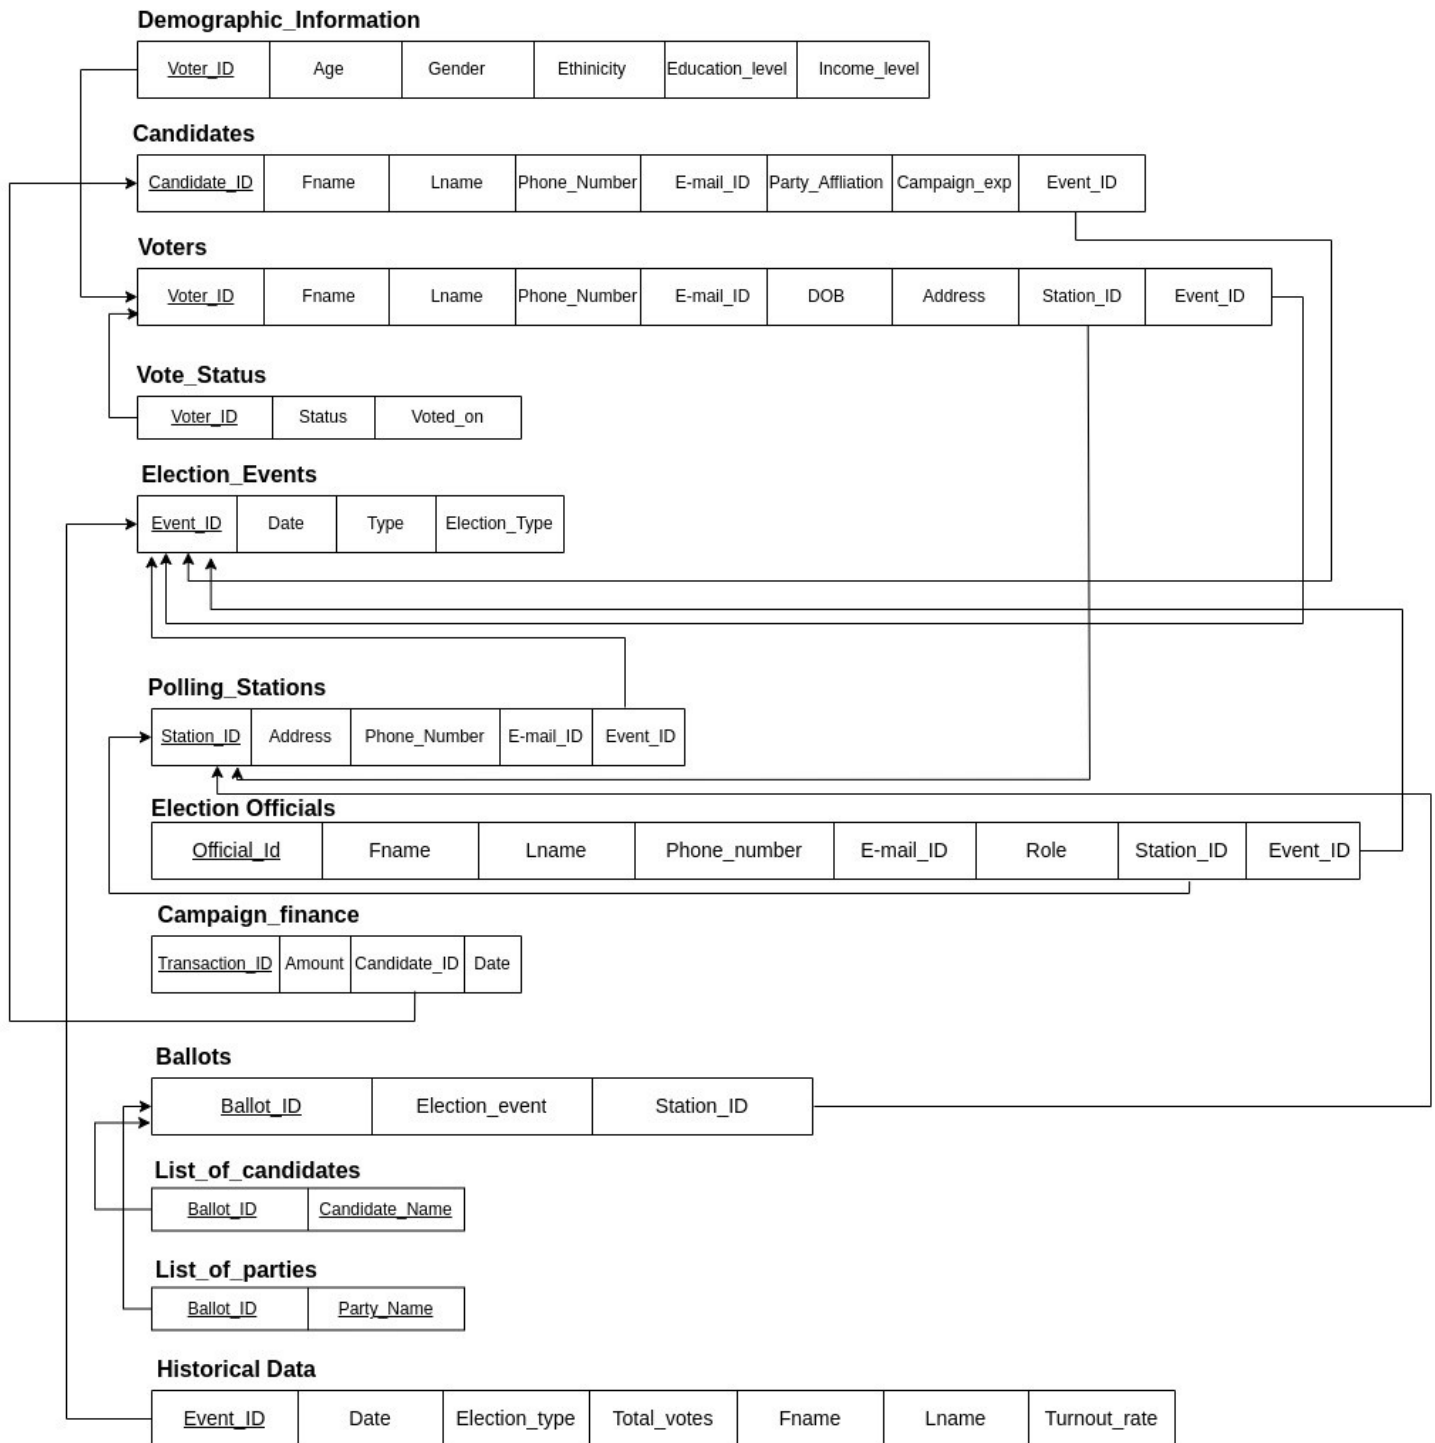 Demographic_Information
Voter_ID Age Gender Ethinicity Education_level Income_level
Candidates
Candidate_ID Fname Lname Phone_Number E-mail_ID Party_Affliation Campaign_exp Event_ID
Voters
Voter_ID Fname Lname Phone_Number E-mail_ID DOB Address Station_ID Event_ID
Vote_Status
Voter_ID Status Voted_on
Election_Events
Event_ID Date Type Election_Type
Polling_Stations
Station_ID Address Phone_Number E-mail_ID Event_ID
Election Officials
Official_Id Fname Lname Phone_number E-mail_ID Role Station_ID Event_ID
Campaign_finance
Transaction_ID Amount Candidate_ID Date
Ballots
Ballot_ID Election_event Station_ID
List_of_candidates
Ballot_ID Candidate_Name
List_of_parties
Ballot_ID Party_Name
Historical Data
Event_ID Date Election_type Total_votes Fname Lname Turnout_rate